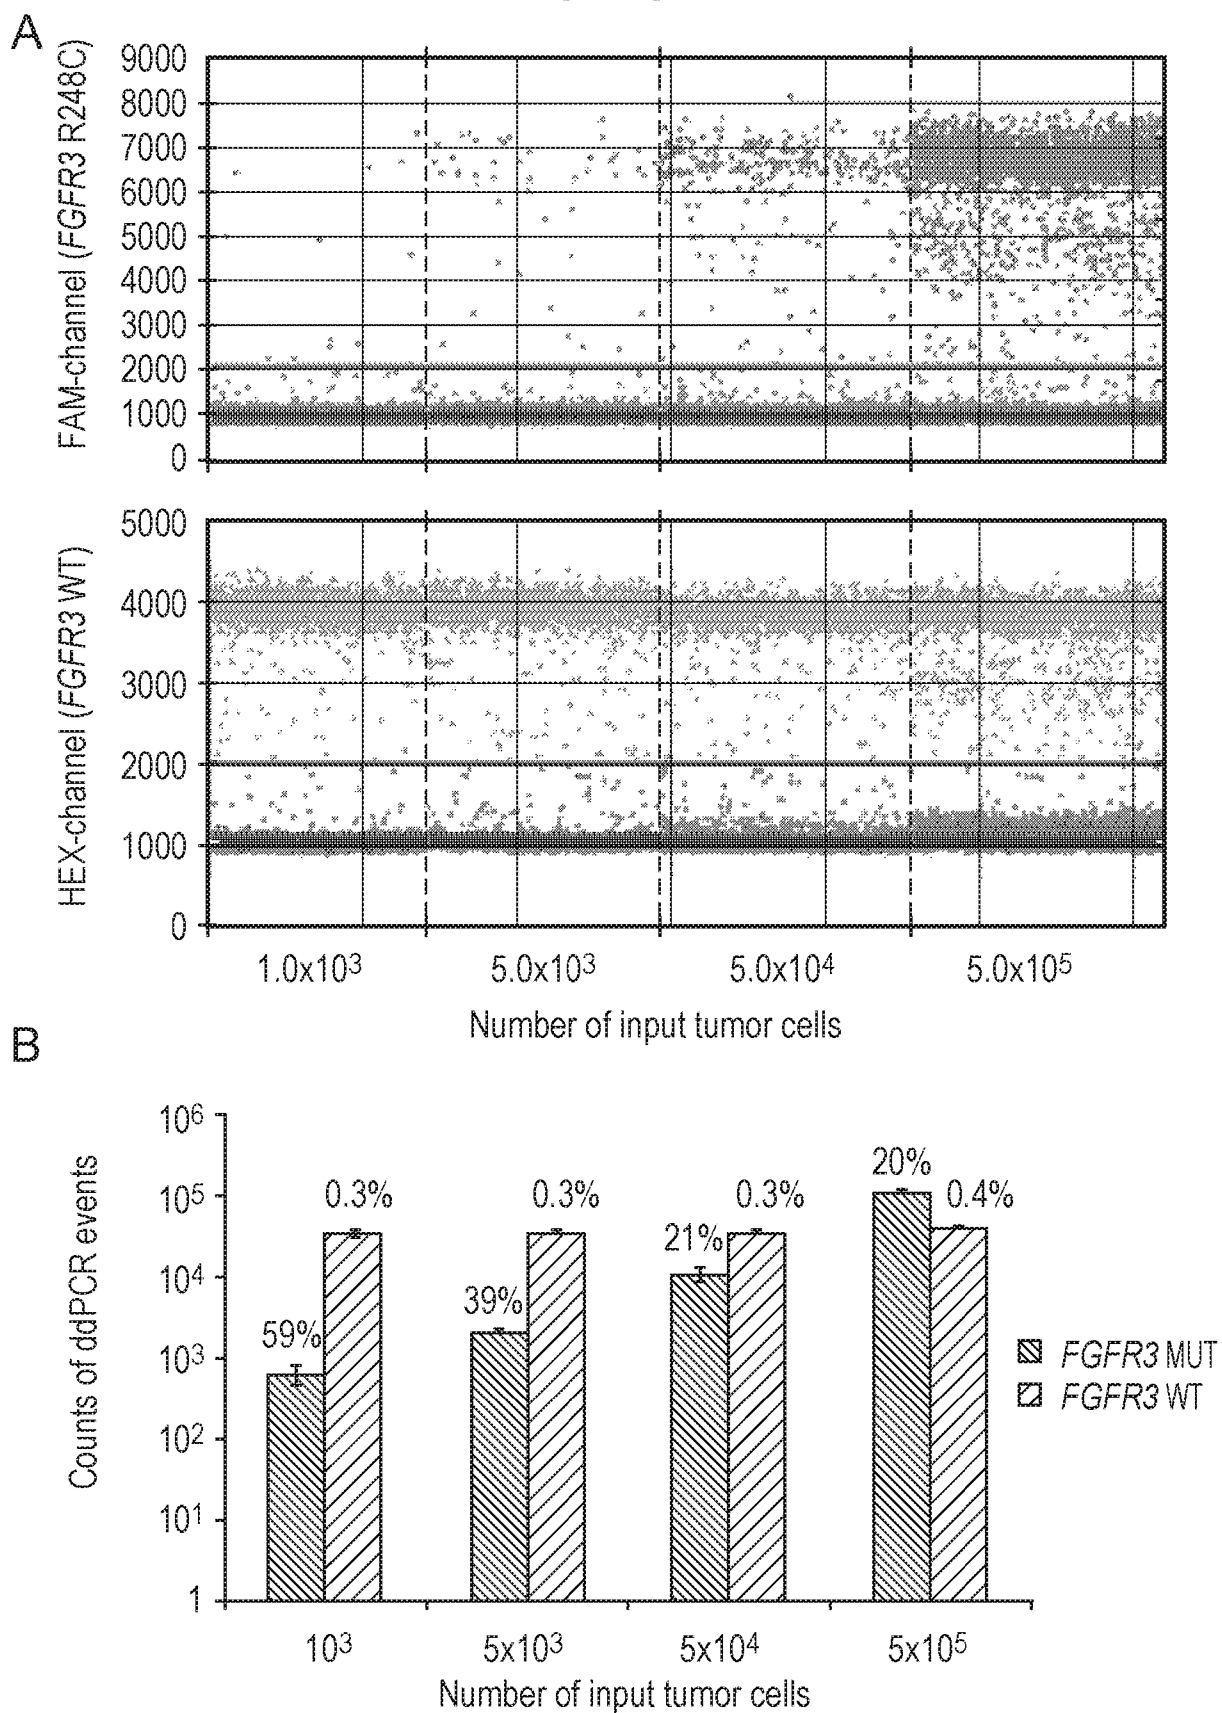 A
FAM-channel (FGFR3 R248C)
9000
8000
7000
6000
5000
4000
3000
2000
1000
0
HEX-channel (FGFR3 WT)
5000
4000
3000
2000
1000
0
1.0x10³ 5.0x10³ 5.0x10⁴ 5.0x10⁵
Number of input tumor cells
B
Counts of ddPCR events
10⁶
10⁵
10⁴
10³
10²
10¹
1
59% 0.3% 39% 0.3% 21% 0.3% 20% 0.4%
FGFR3 MUT
FGFR3 WT
10³ 5x10³ 5x10⁴ 5x10⁵
Number of input tumor cells